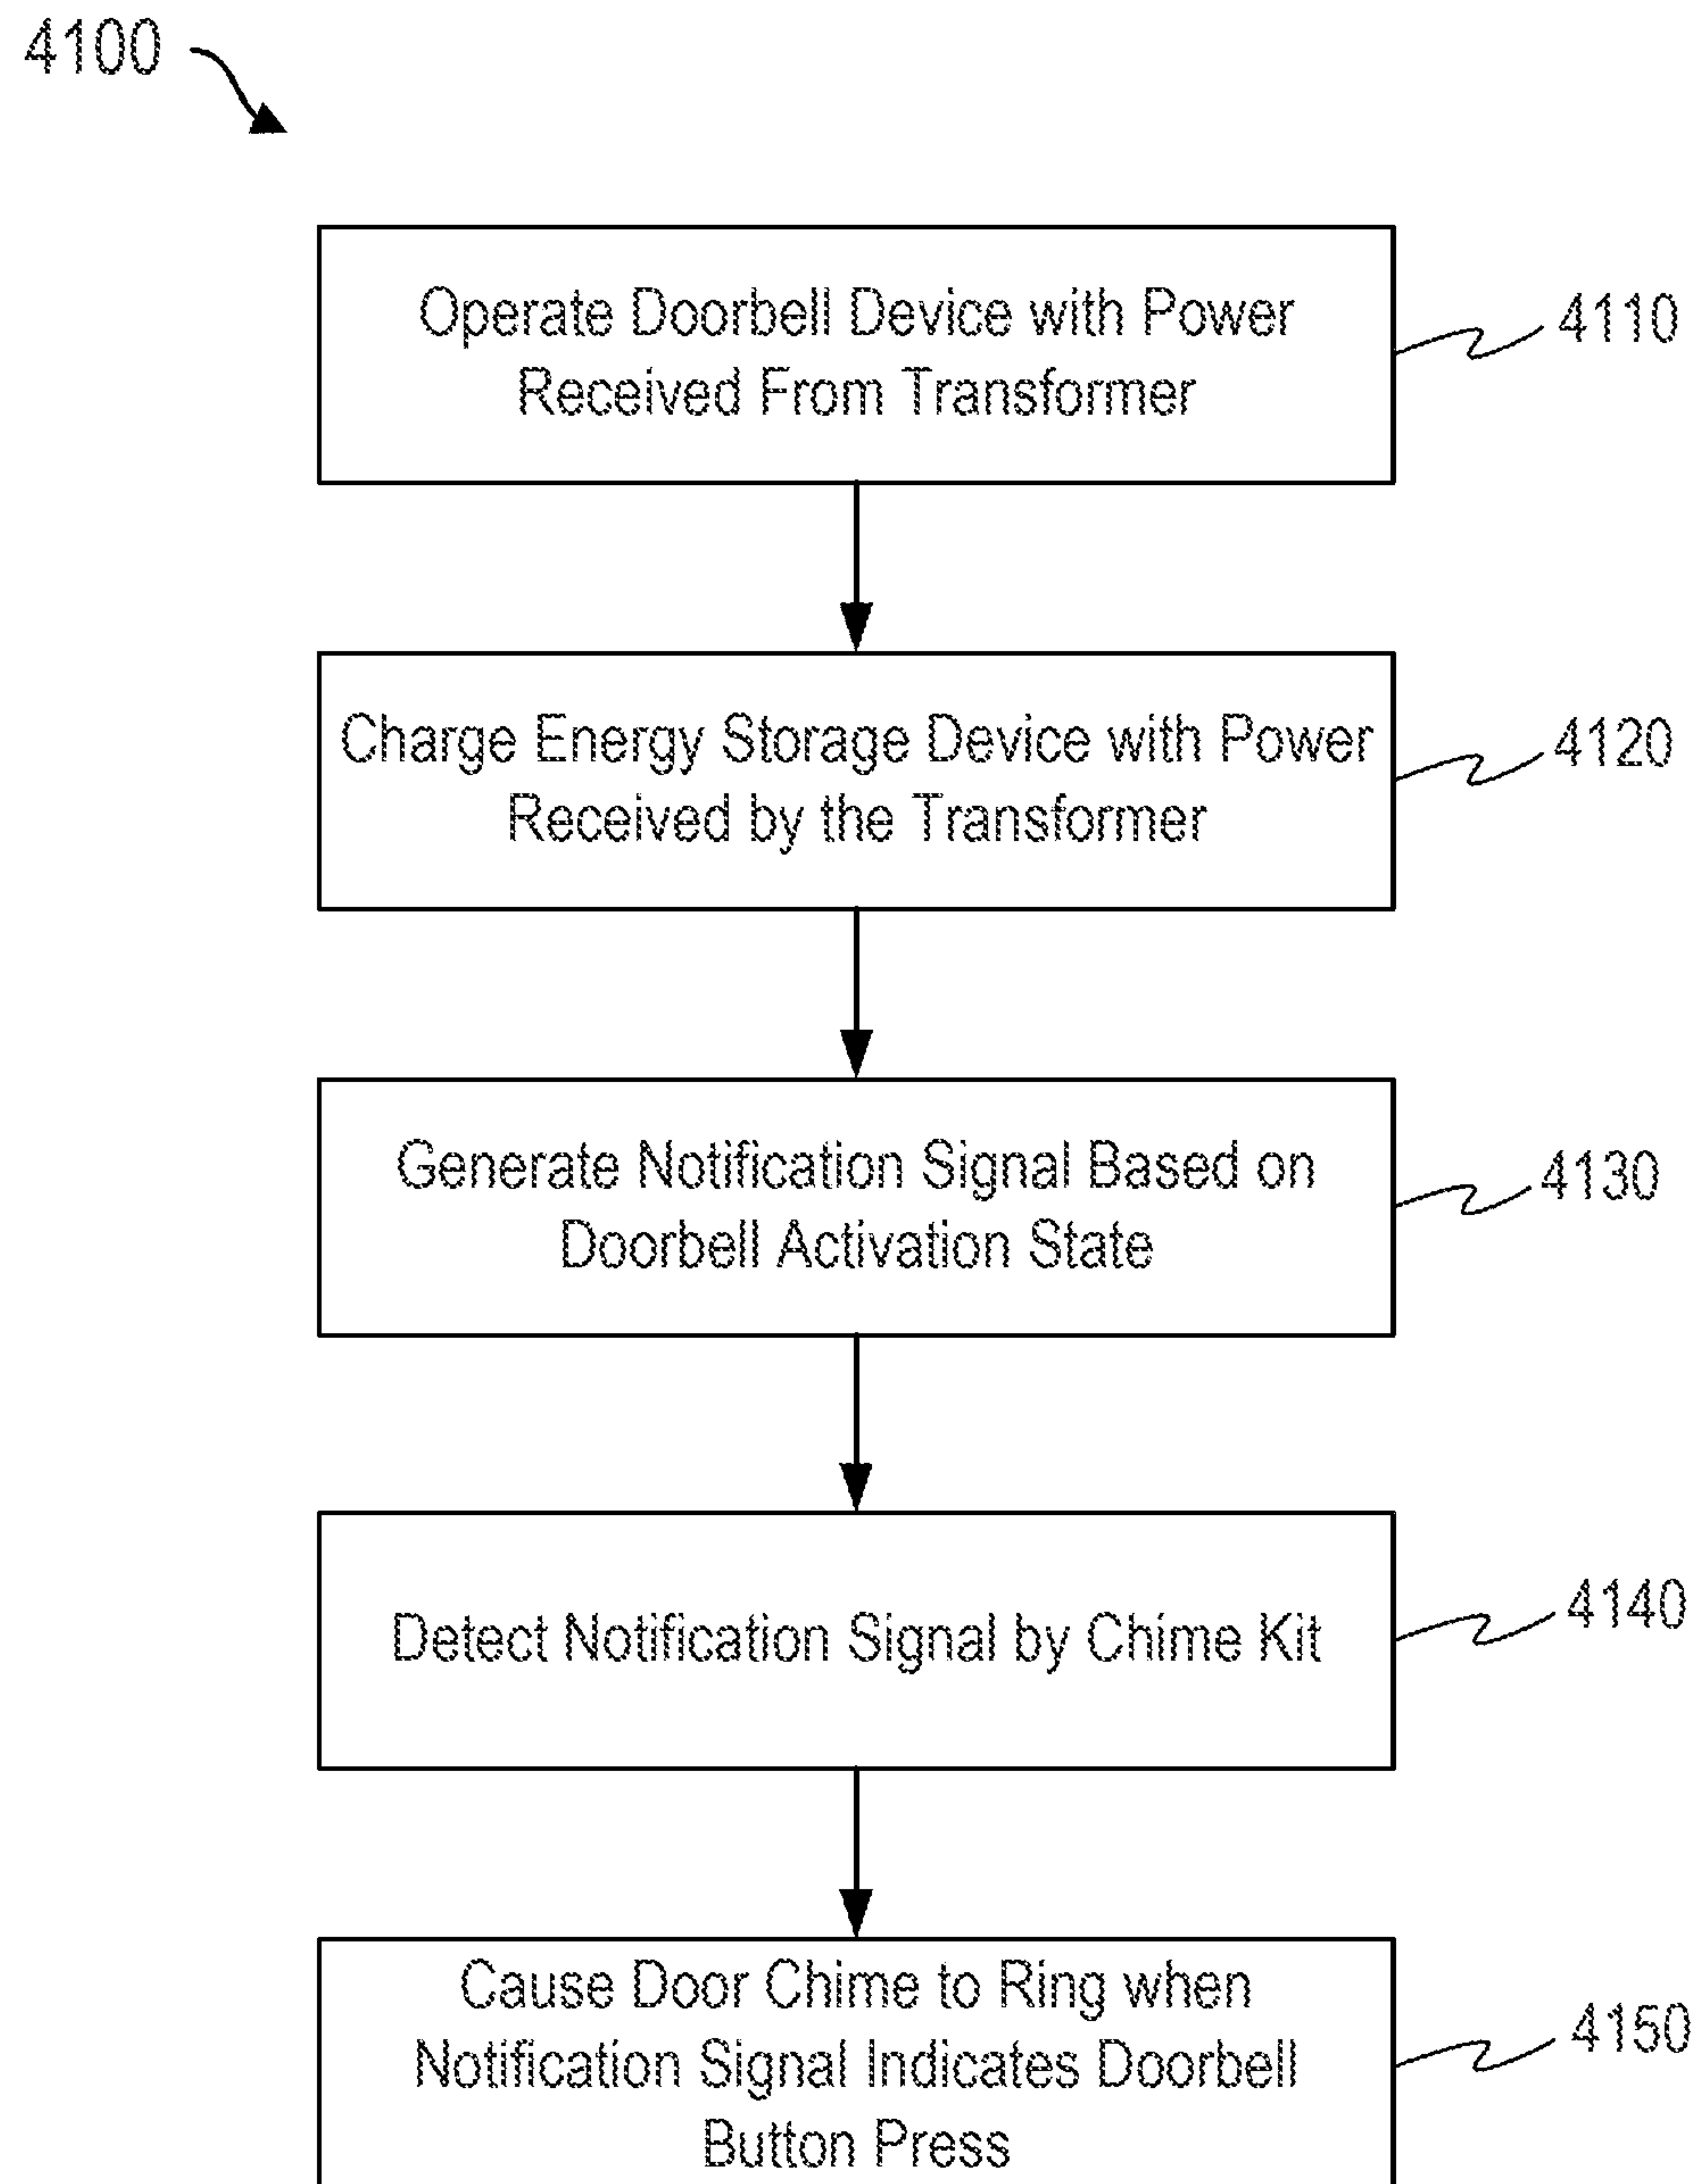 4100
Operate Doorbell Device with Power
Received From Transformer
4110
Charge Energy Storage Device with Power
Received by the Transformer
4120
Generate Notification Signal Based on
Doorbell Activation State
4130
Detect Notification Signal by Chime Kit
4140
Cause Door Chime to Ring when
Notification Signal Indicates Doorbell
Button Press
4150